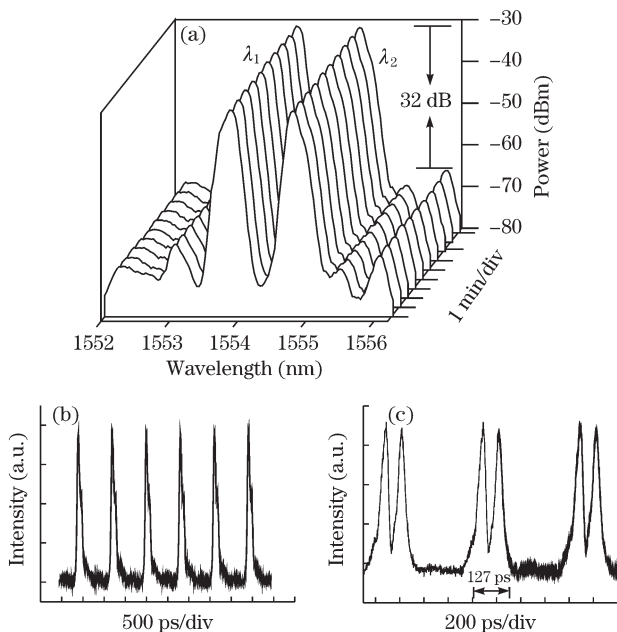 (a)
λ1
λ2
32 dB
−30
−40
−50
−60
−70
−80
Power (dBm)
1 min/div
1552
1553
1554
1555
1556
Wavelength (nm)
(b)
Intensity (a.u.)
500 ps/div
(c)
Intensity (a.u.)
127 ps
200 ps/div